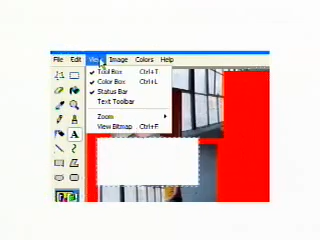 File Edit View Image Colors Help
Tool Box Ctrl+T
Color Box Ctrl+L
Status Bar
Text Toolbar
Zoom
View Bitmap Ctrl+F
A